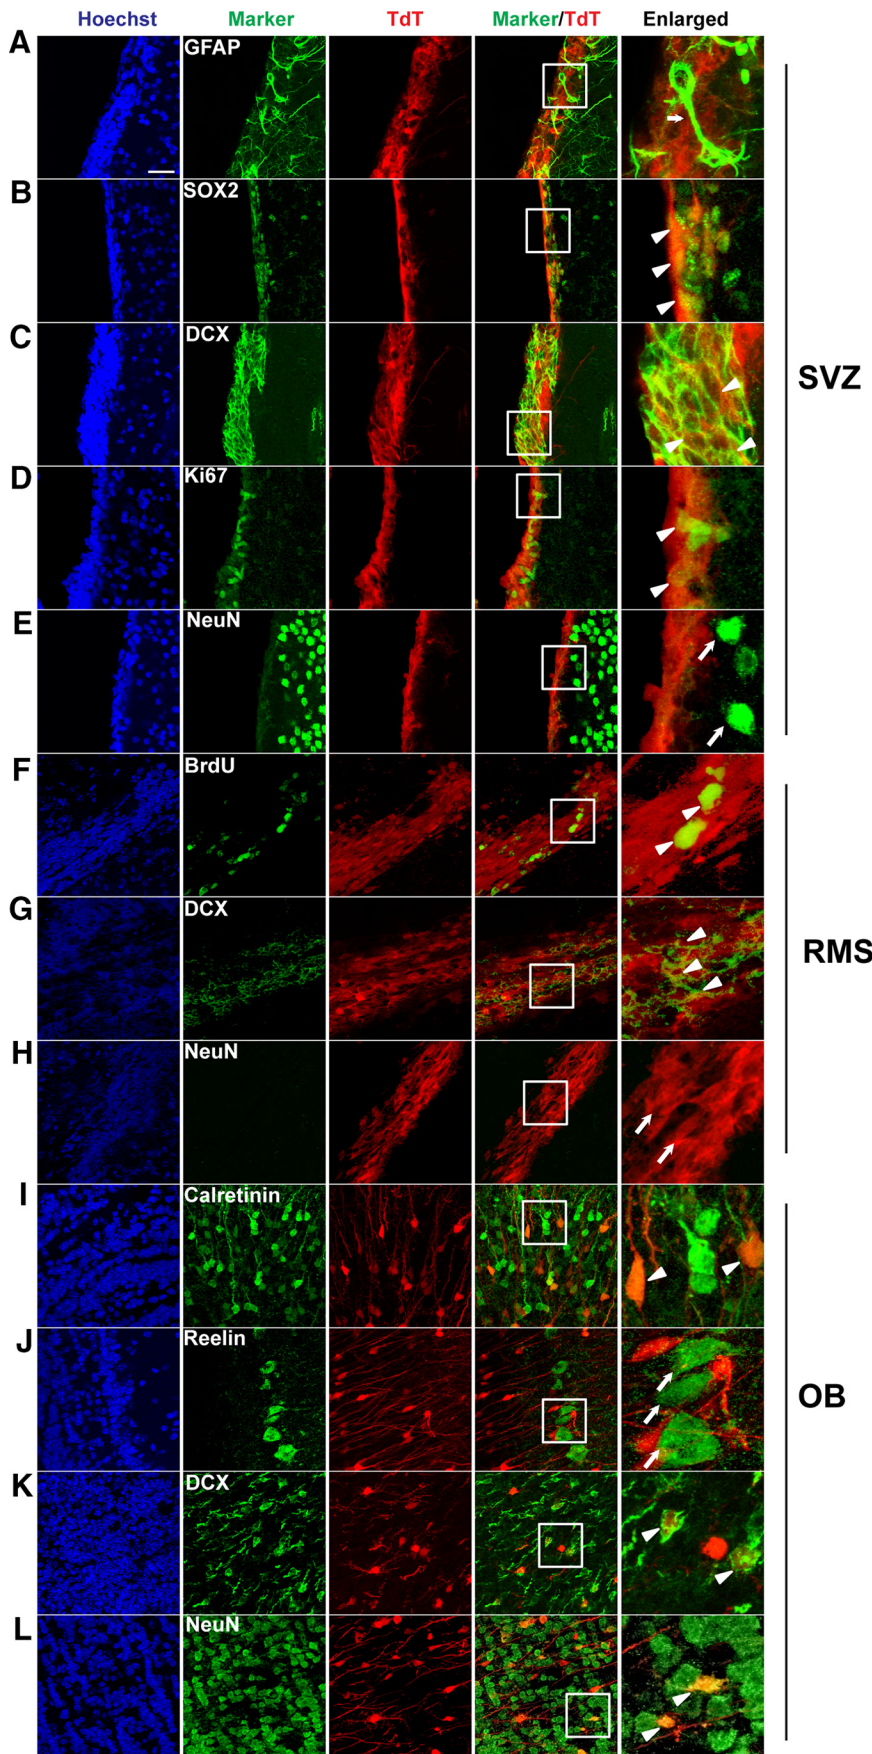 Hoechst Marker TdT Marker/TdT Enlarged
A GFAP
B SOX2
C DCX
D Ki67
E NeuN
SVZ
F BrdU
G DCX
H NeuN
RMS
I Calretinin
J Reelin
K DCX
L NeuN
OB